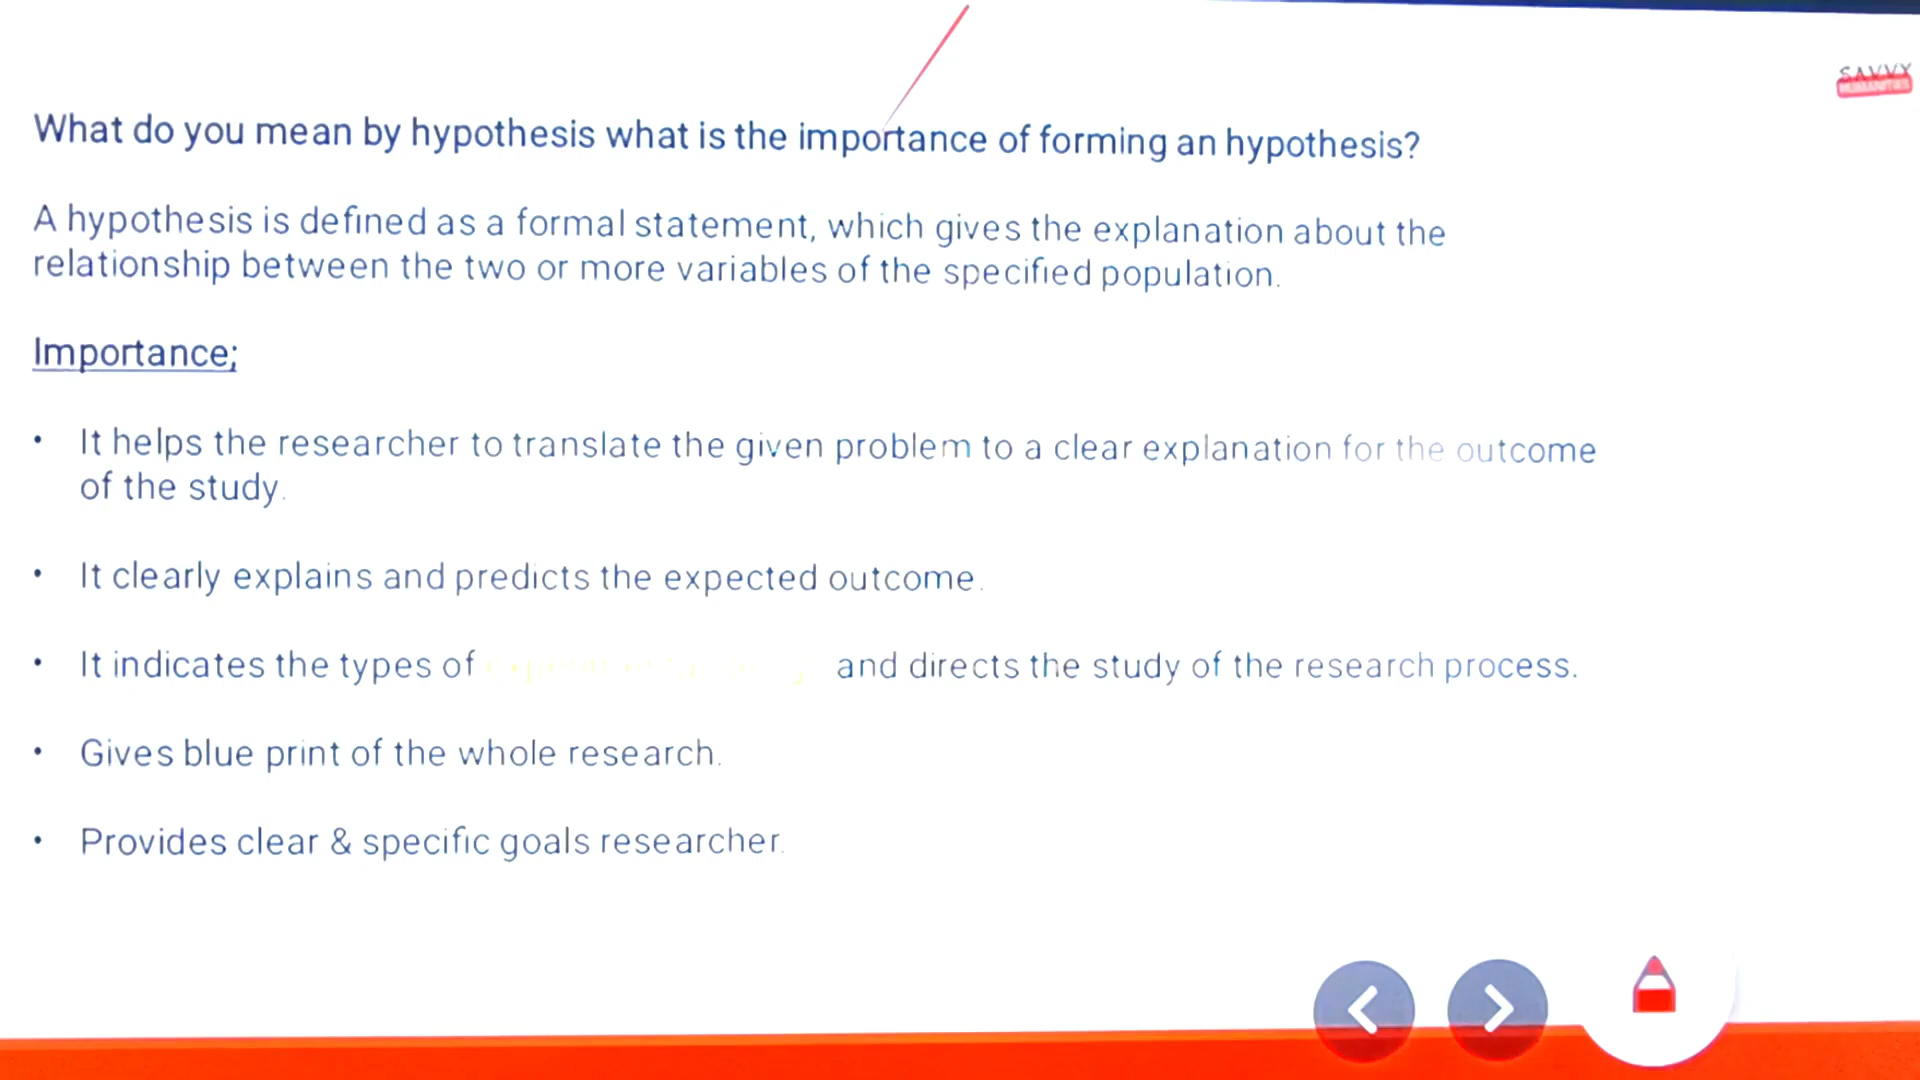 SAVVY
HUMANITIES
What do you mean by hypothesis what is the importance of forming an hypothesis?
A hypothesis is defined as a formal statement, which gives the explanation about the
relationship between the two or more variables of the specified population.
Importance;
• It helps the researcher to translate the given problem to a clear explanation for the outcome
of the study.
• It clearly explains and predicts the expected outcome.
• It indicates the types of and directs the study of the research process.
• Gives blue print of the whole research.
• Provides clear & specific goals researcher.